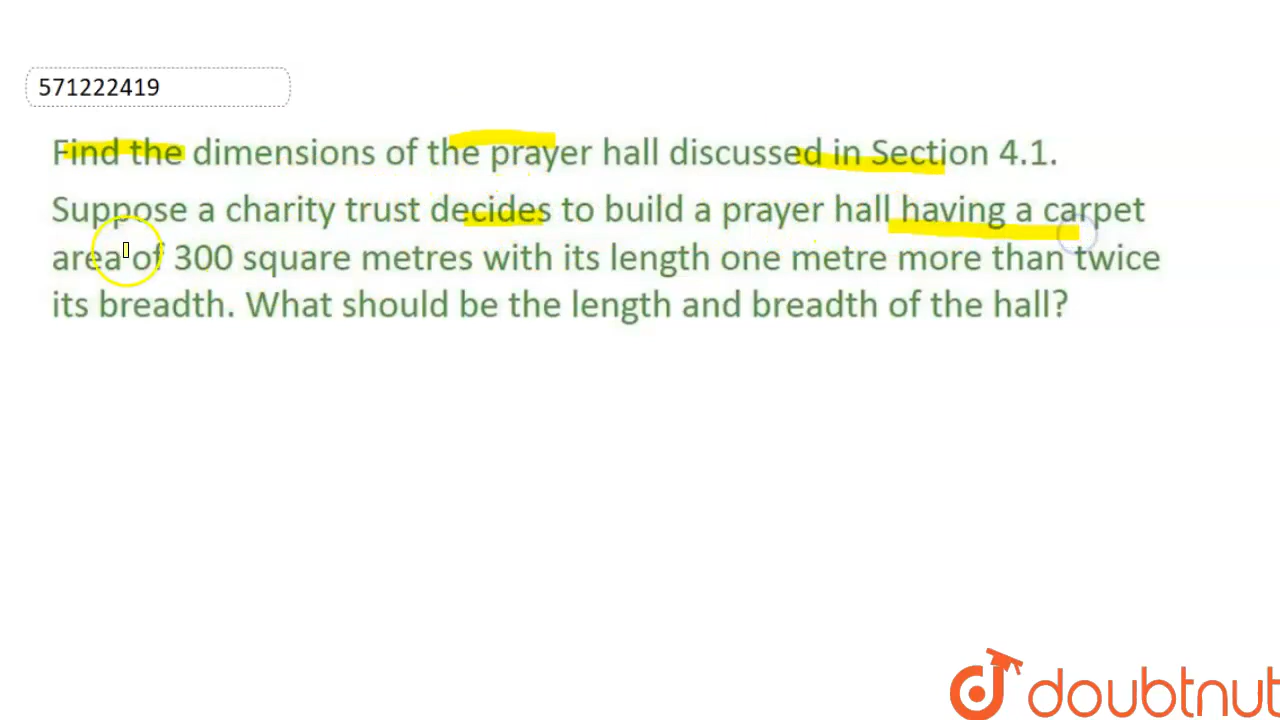 571222419
Find the dimensions of the prayer hall discussed in Section 4.1.
Suppose a charity trust decides to build a prayer hall having a carpet
area of 300 square metres with its length one metre more than twice
its breadth. What should be the length and breadth of the hall?
doubtnut